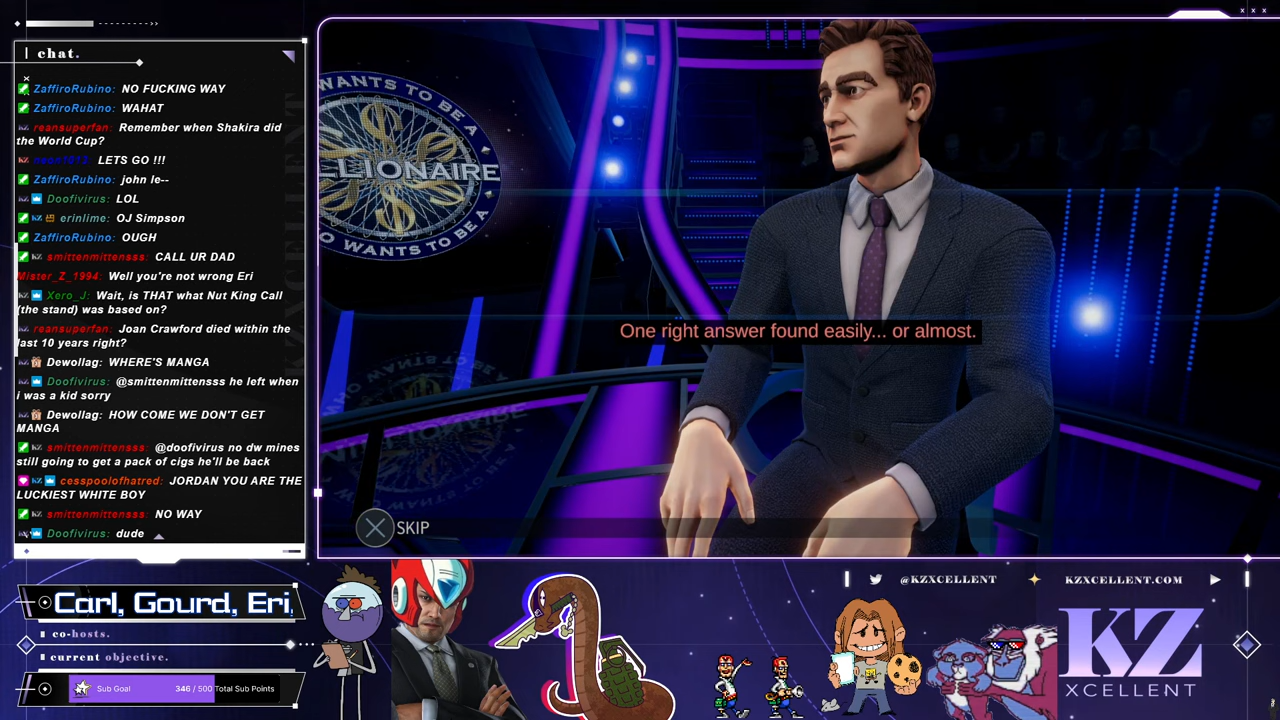 chat.
ZaffiroRubino: NO FUCKING WAY
ZaffiroRubino: WAHAT
reansuperfan: Remember when Shakira did
the World Cup?
LETS GO !!!
ZaffiroRubino: john le--
Doofivirus: LOL
erinlime: OJ Simpson
ZaffiroRubino: OUGH
smittenmittensss: CALL UR DAD
Mister_Z_1994: Well you're not wrong Eri
Xero_J: Wait, is THAT what Nut King Call
(the stand) was based on?
reansuperfan: Joan Crawford died within the
last 10 years right?
Dewollag: WHERE'S MANGA
Doofivirus: @smittenmittensss he left when
i was a kid sorry
Dewollag: HOW COME WE DON'T GET
MANGA
smittenmittensss: @doofivirus no dw mines
still going to get a pack of cigs he'll be back
cesspoolofhatred: JORDAN YOU ARE THE
LUCKIEST WHITE BOY
smittenmittensss: NO WAY
Doofivirus: dude
WANTS TO BE A
LLIONAIRE
O WANTS TO BE A
One right answer found easily... or almost.
SKIP
Carl, Gourd, Eri,
co-hosts.
current objective.
Sub Goal 346 / 500 Total Sub Points
@KZXCELLENT
KZXCELLENT.COM
KZ
XCELLENT